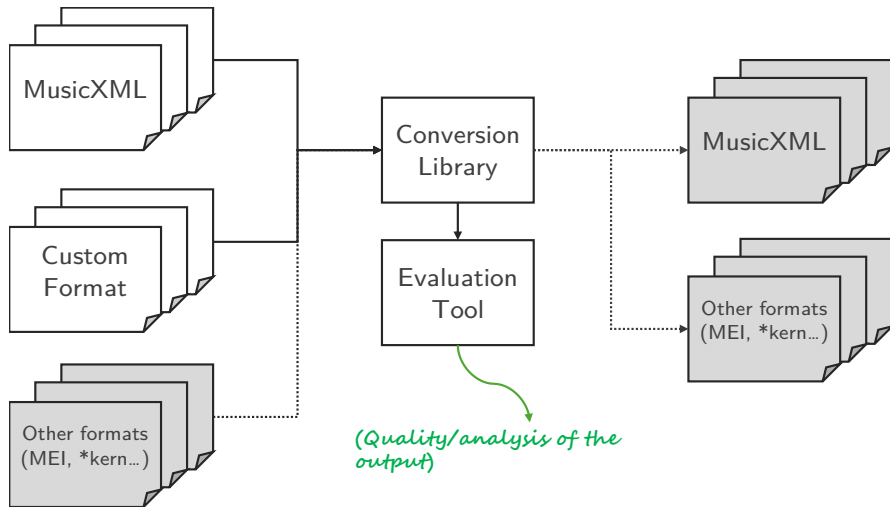 MusicXML
Custom
Format
Other formats
(MEI, *kern…)
Conversion
Library
Evaluation
Tool
(Quality/analysis of the
output)
MusicXML
Other formats
(MEI, *kern…)